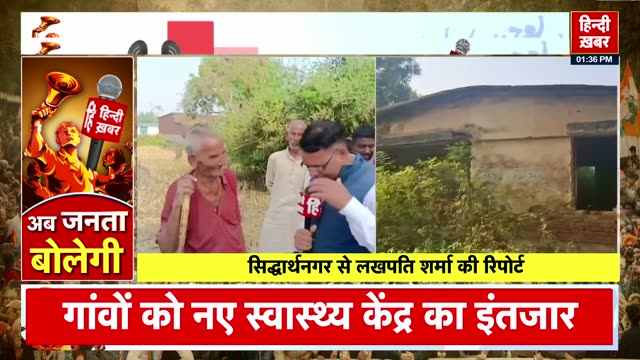 हिन्दी
ख़बर
01:36 PM
हिन्दी
ख़बर
अब जनता
बोलेगी
हिं
सिद्धार्थनगर से लखपति शर्मा की रिपोर्ट
गांवों को नए स्वास्थ्य केंद्र का इंतजार